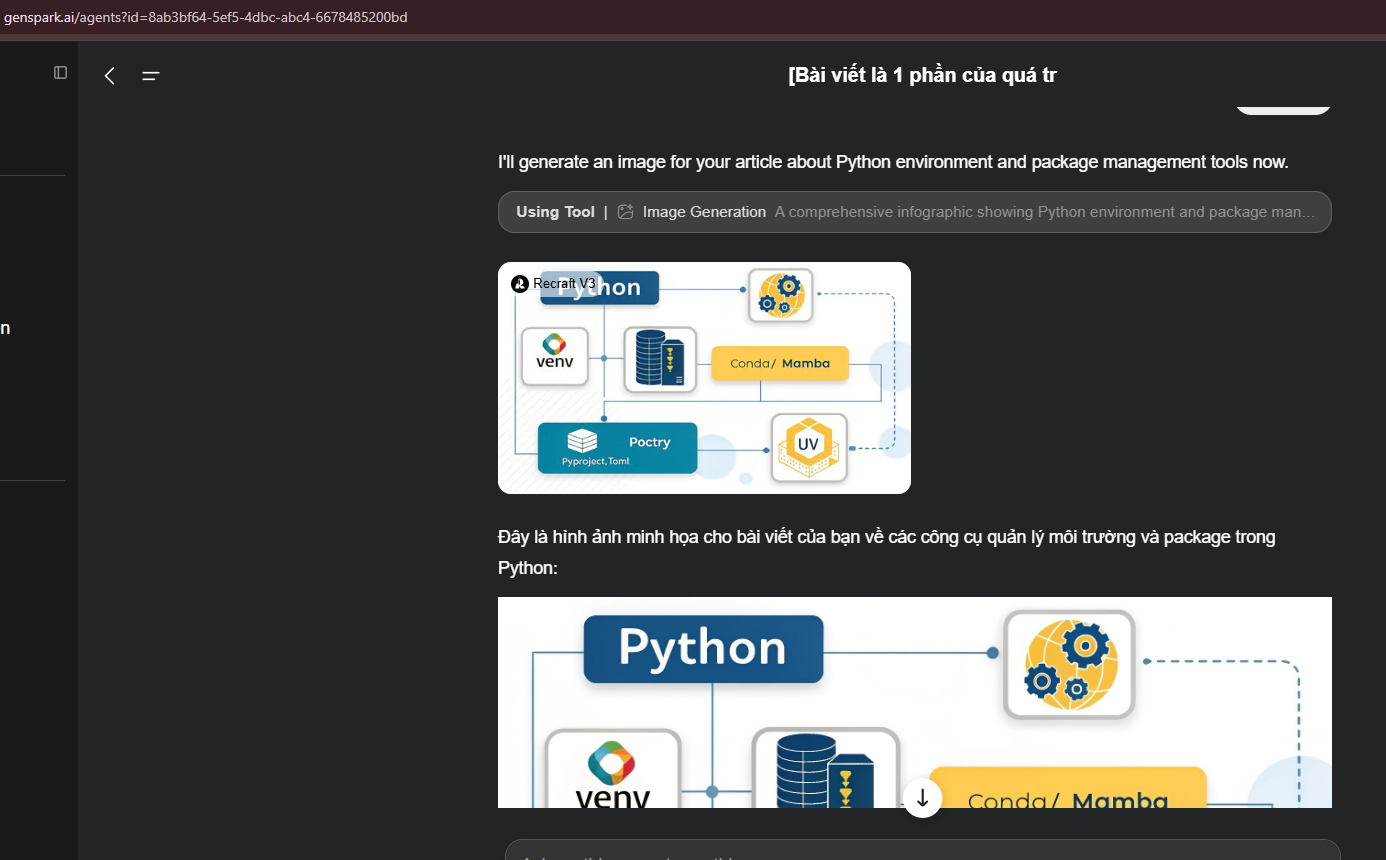 genspark.ai/agents?id=8ab3bf64-5ef5-4dbc-abc4-6678485200bd
[Bài viết là 1 phần của quá tr
I'll generate an image for your article about Python environment and package management tools now.
Using Tool | Image Generation A comprehensive infographic showing Python environment and package man...
Recraft V3
Python
venv
Conda/ Mamba
Poctry
Pyproject, Toml
UV
n
Đây là hình ảnh minh họa cho bài viết của bạn về các công cụ quản lý môi trường và package trong
Python:
Python
venv
Conda/ Mamba